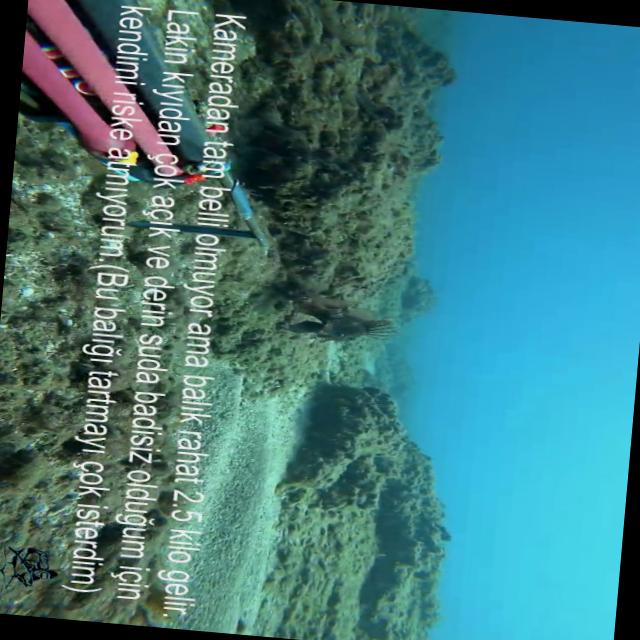 Kameradan tam belli olmuyor ama balık rahat 2.5 kilo gelir.
Lakin kıyıdan çok açık ve derin suda badisiz olduğum için
kendimi riske atmıyorum. (Bu balığı tartmayı çok isterdim)